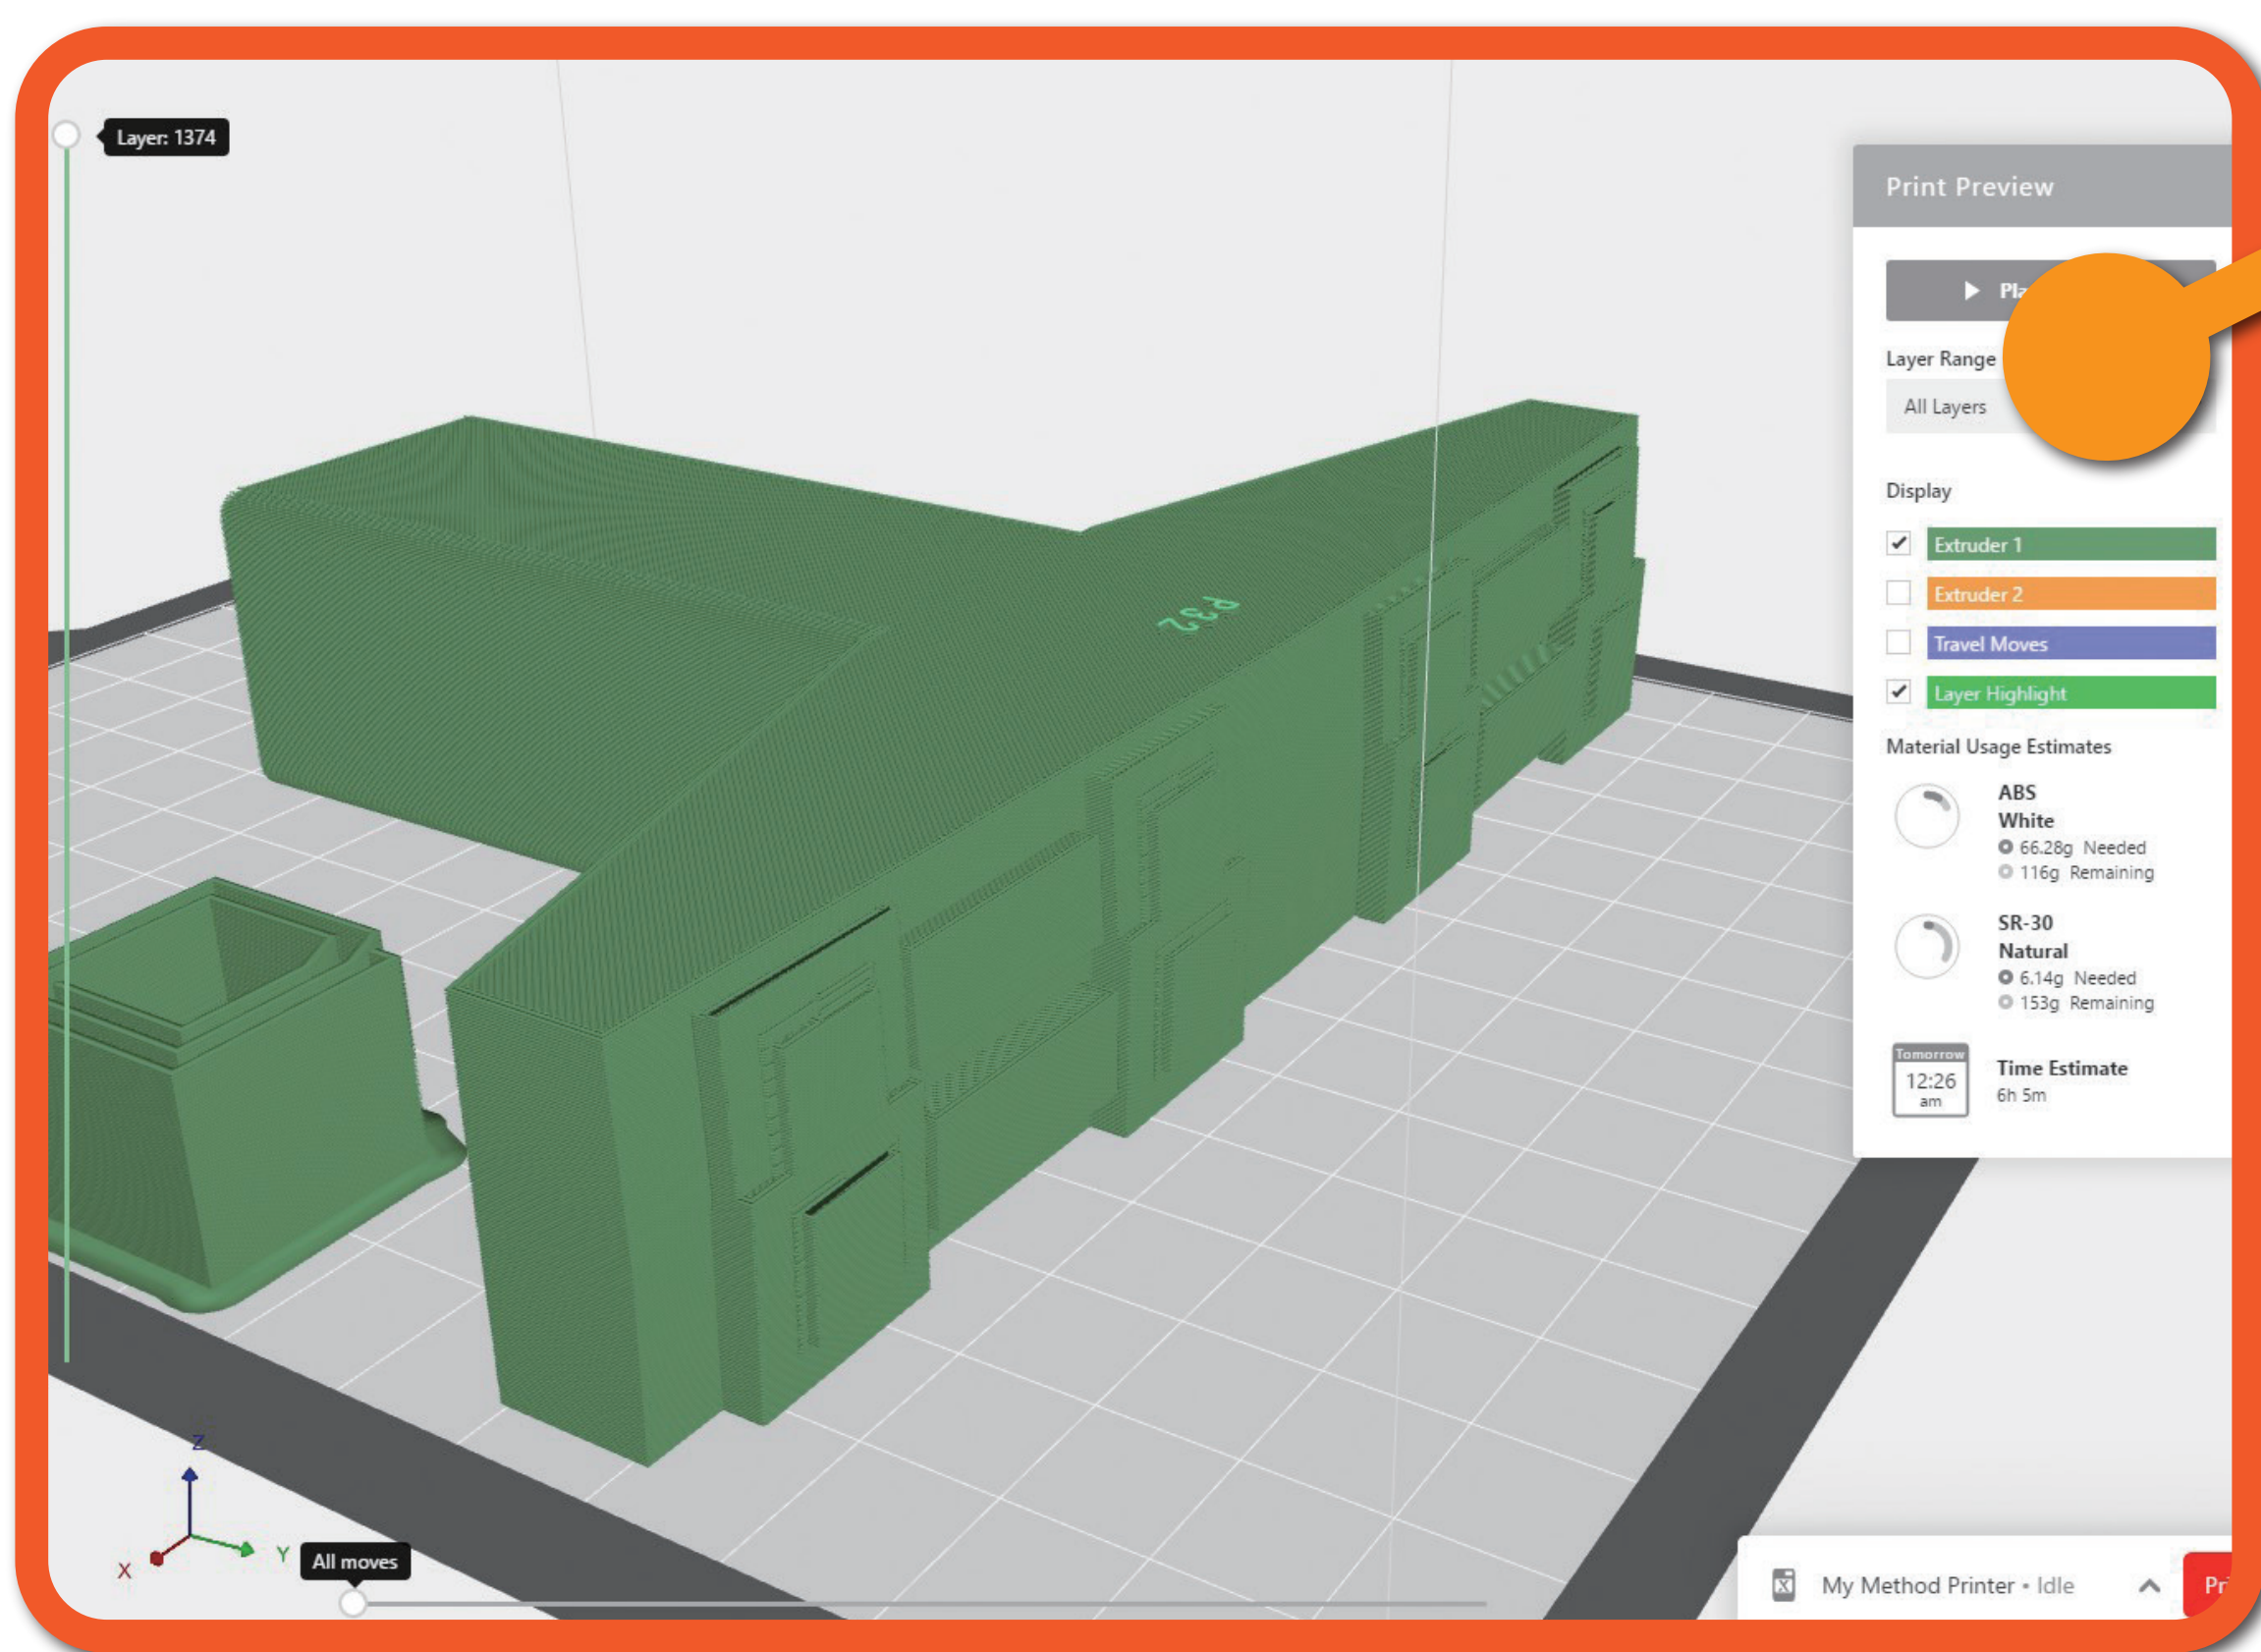 Layer: 1374
Print Preview
Layer Range
All Layers
Display
Extruder 1
Extruder 2
Travel Moves
Layer Highlight
Material Usage Estimates
ABS
White
66.28g Needed
116g Remaining
SR-30
Natural
6.14g Needed
153g Remaining
Tomorrow
12:26
am
Time Estimate
6h 5m
P32
Z
X
Y
All moves
My Method Printer • Idle